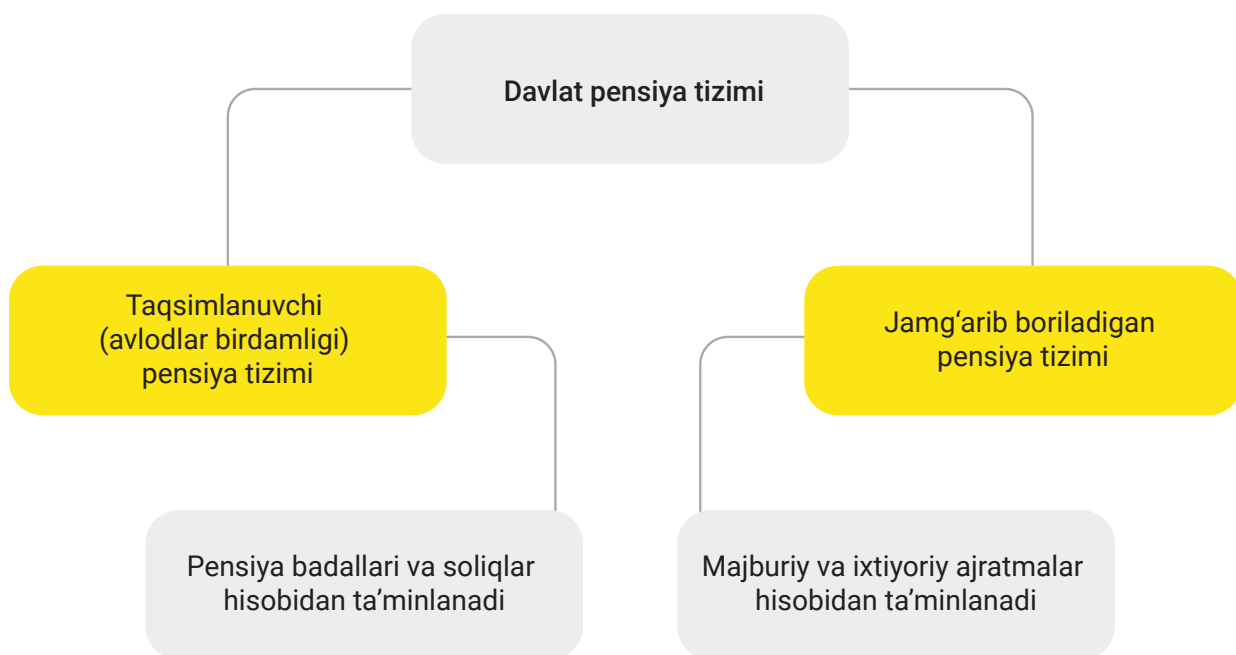 Davlat pensiya tizimi
Taqsimlanuvchi
(avlodlar birdamligi)
pensiya tizimi
Jamg‘arib boriladigan
pensiya tizimi
Pensiya badallari va soliqlar
hisobidan ta’minlanadi
Majburiy va ixtiyoriy ajratmalar
hisobidan ta’minlanadi